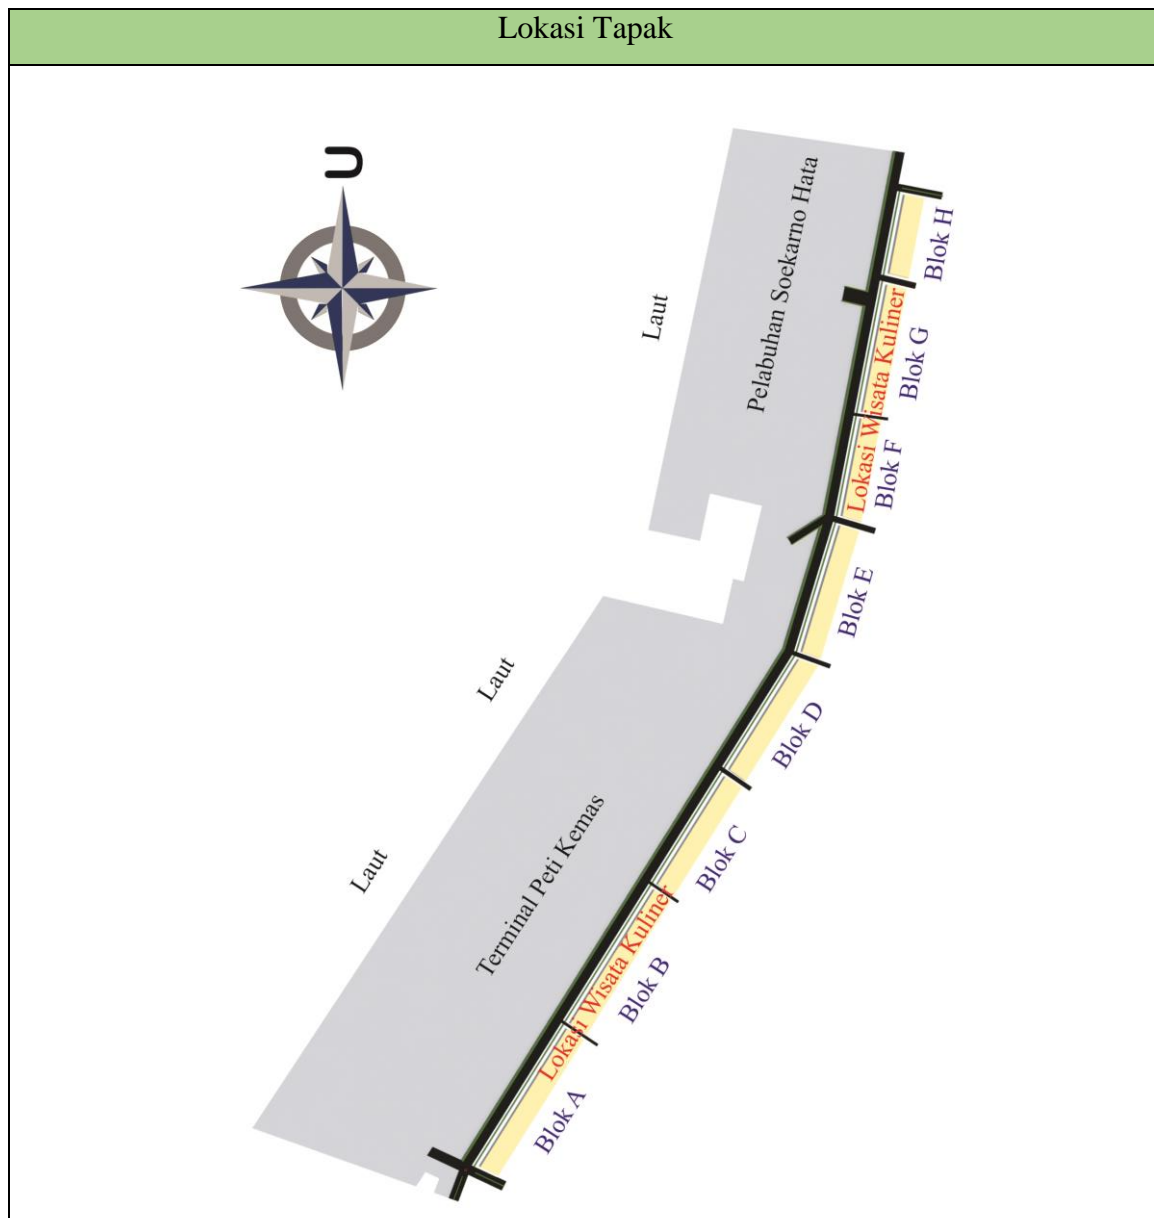 Lokasi Tapak
U
Pelabuhan Soekarno Hata
Laut
Blok H
Lokasi Wisata Kuliner
Blok G
Blok F
Blok E
Laut
Blok D
Terminal Peti Kemas
Laut
Blok C
Lokasi Wisata Kuliner
Blok B
Blok A